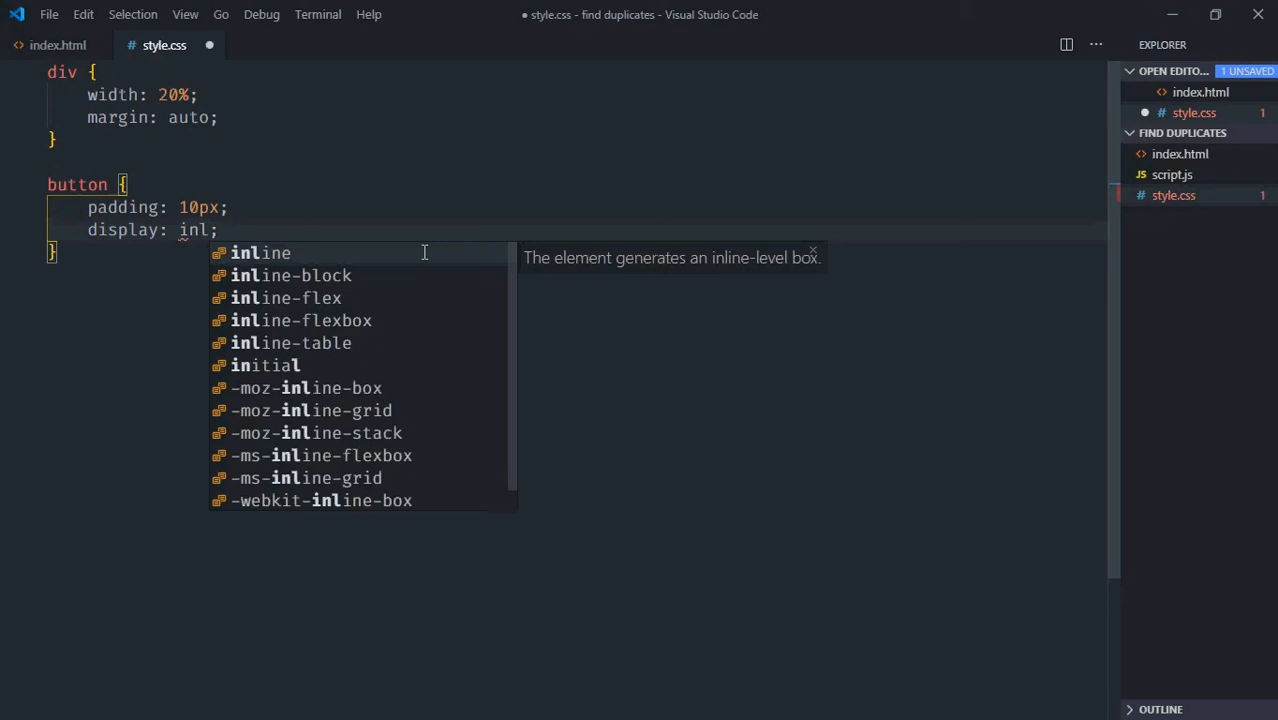 File Edit Selection View Go Debug Terminal Help ● style.css - find duplicates - Visual Studio Code
index.html # style.css ●
div {
width: 20%;
margin: auto;
}
button {
padding: 10px;
display: inl;
}
inline
The element generates an inline-level box.
inline-block
inline-flex
inline-flexbox
inline-table
initial
-moz-inline-box
-moz-inline-grid
-moz-inline-stack
-ms-inline-flexbox
-ms-inline-grid
-webkit-inline-box
EXPLORER
OPEN EDITO... 1 UNSAVED
index.html
# style.css 1
FIND DUPLICATES
index.html
JS script.js
# style.css 1
OUTLINE